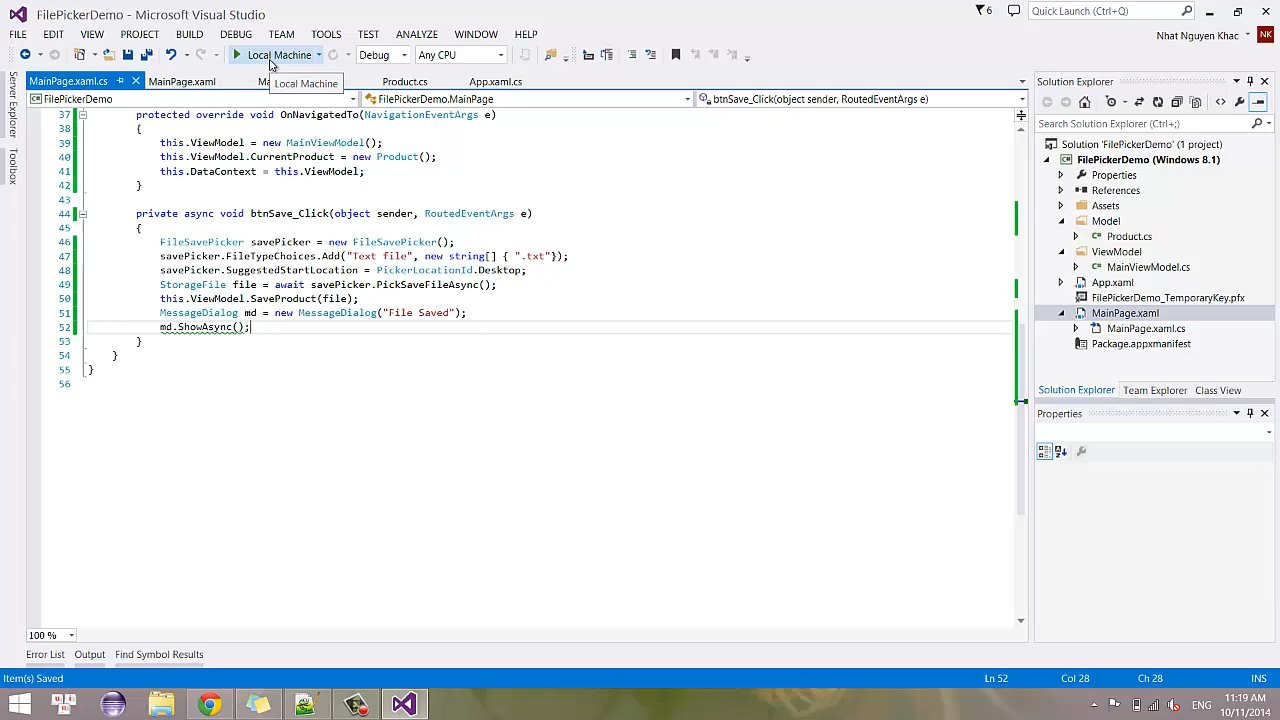 FilePickerDemo - Microsoft Visual Studio
6
Quick Launch (Ctrl+Q)
FILE EDIT VIEW PROJECT BUILD DEBUG TEAM TOOLS TEST ANALYZE WINDOW HELP
Nhat Nguyen Khac
NK
Local Machine
Debug
Any CPU
Local Machine
Server Explorer
Toolbox
MainPage.xaml.cs
MainPage.xaml
Product.cs
App.xaml.cs
FilePickerDemo
FilePickerDemo.MainPage
btnSave_Click(object sender, RoutedEventArgs e)
37 protected override void OnNavigatedTo(NavigationEventArgs e)
38 {
39 this.ViewModel = new MainViewModel();
40 this.ViewModel.CurrentProduct = new Product();
41 this.DataContext = this.ViewModel;
42 }
43
44 private async void btnSave_Click(object sender, RoutedEventArgs e)
45 {
46 FileSavePicker savePicker = new FileSavePicker();
47 savePicker.FileTypeChoices.Add("Text file", new string[] { ".txt"});
48 savePicker.SuggestedStartLocation = PickerLocationId.Desktop;
49 StorageFile file = await savePicker.PickSaveFileAsync();
50 this.ViewModel.SaveProduct(file);
51 MessageDialog md = new MessageDialog("File Saved");
52 md.ShowAsync();
53 }
54 }
55 }
56
100 %
Error List Output Find Symbol Results
Solution Explorer
Search Solution Explorer (Ctrl+;)
Solution 'FilePickerDemo' (1 project)
FilePickerDemo (Windows 8.1)
Properties
References
Assets
Model
Product.cs
ViewModel
MainViewModel.cs
App.xaml
FilePickerDemo_TemporaryKey.pfx
MainPage.xaml
MainPage.xaml.cs
Package.appxmanifest
Solution Explorer Team Explorer Class View
Properties
Item(s) Saved
Ln 52
Col 28
Ch 28
INS
ENG
11:19 AM
10/11/2014